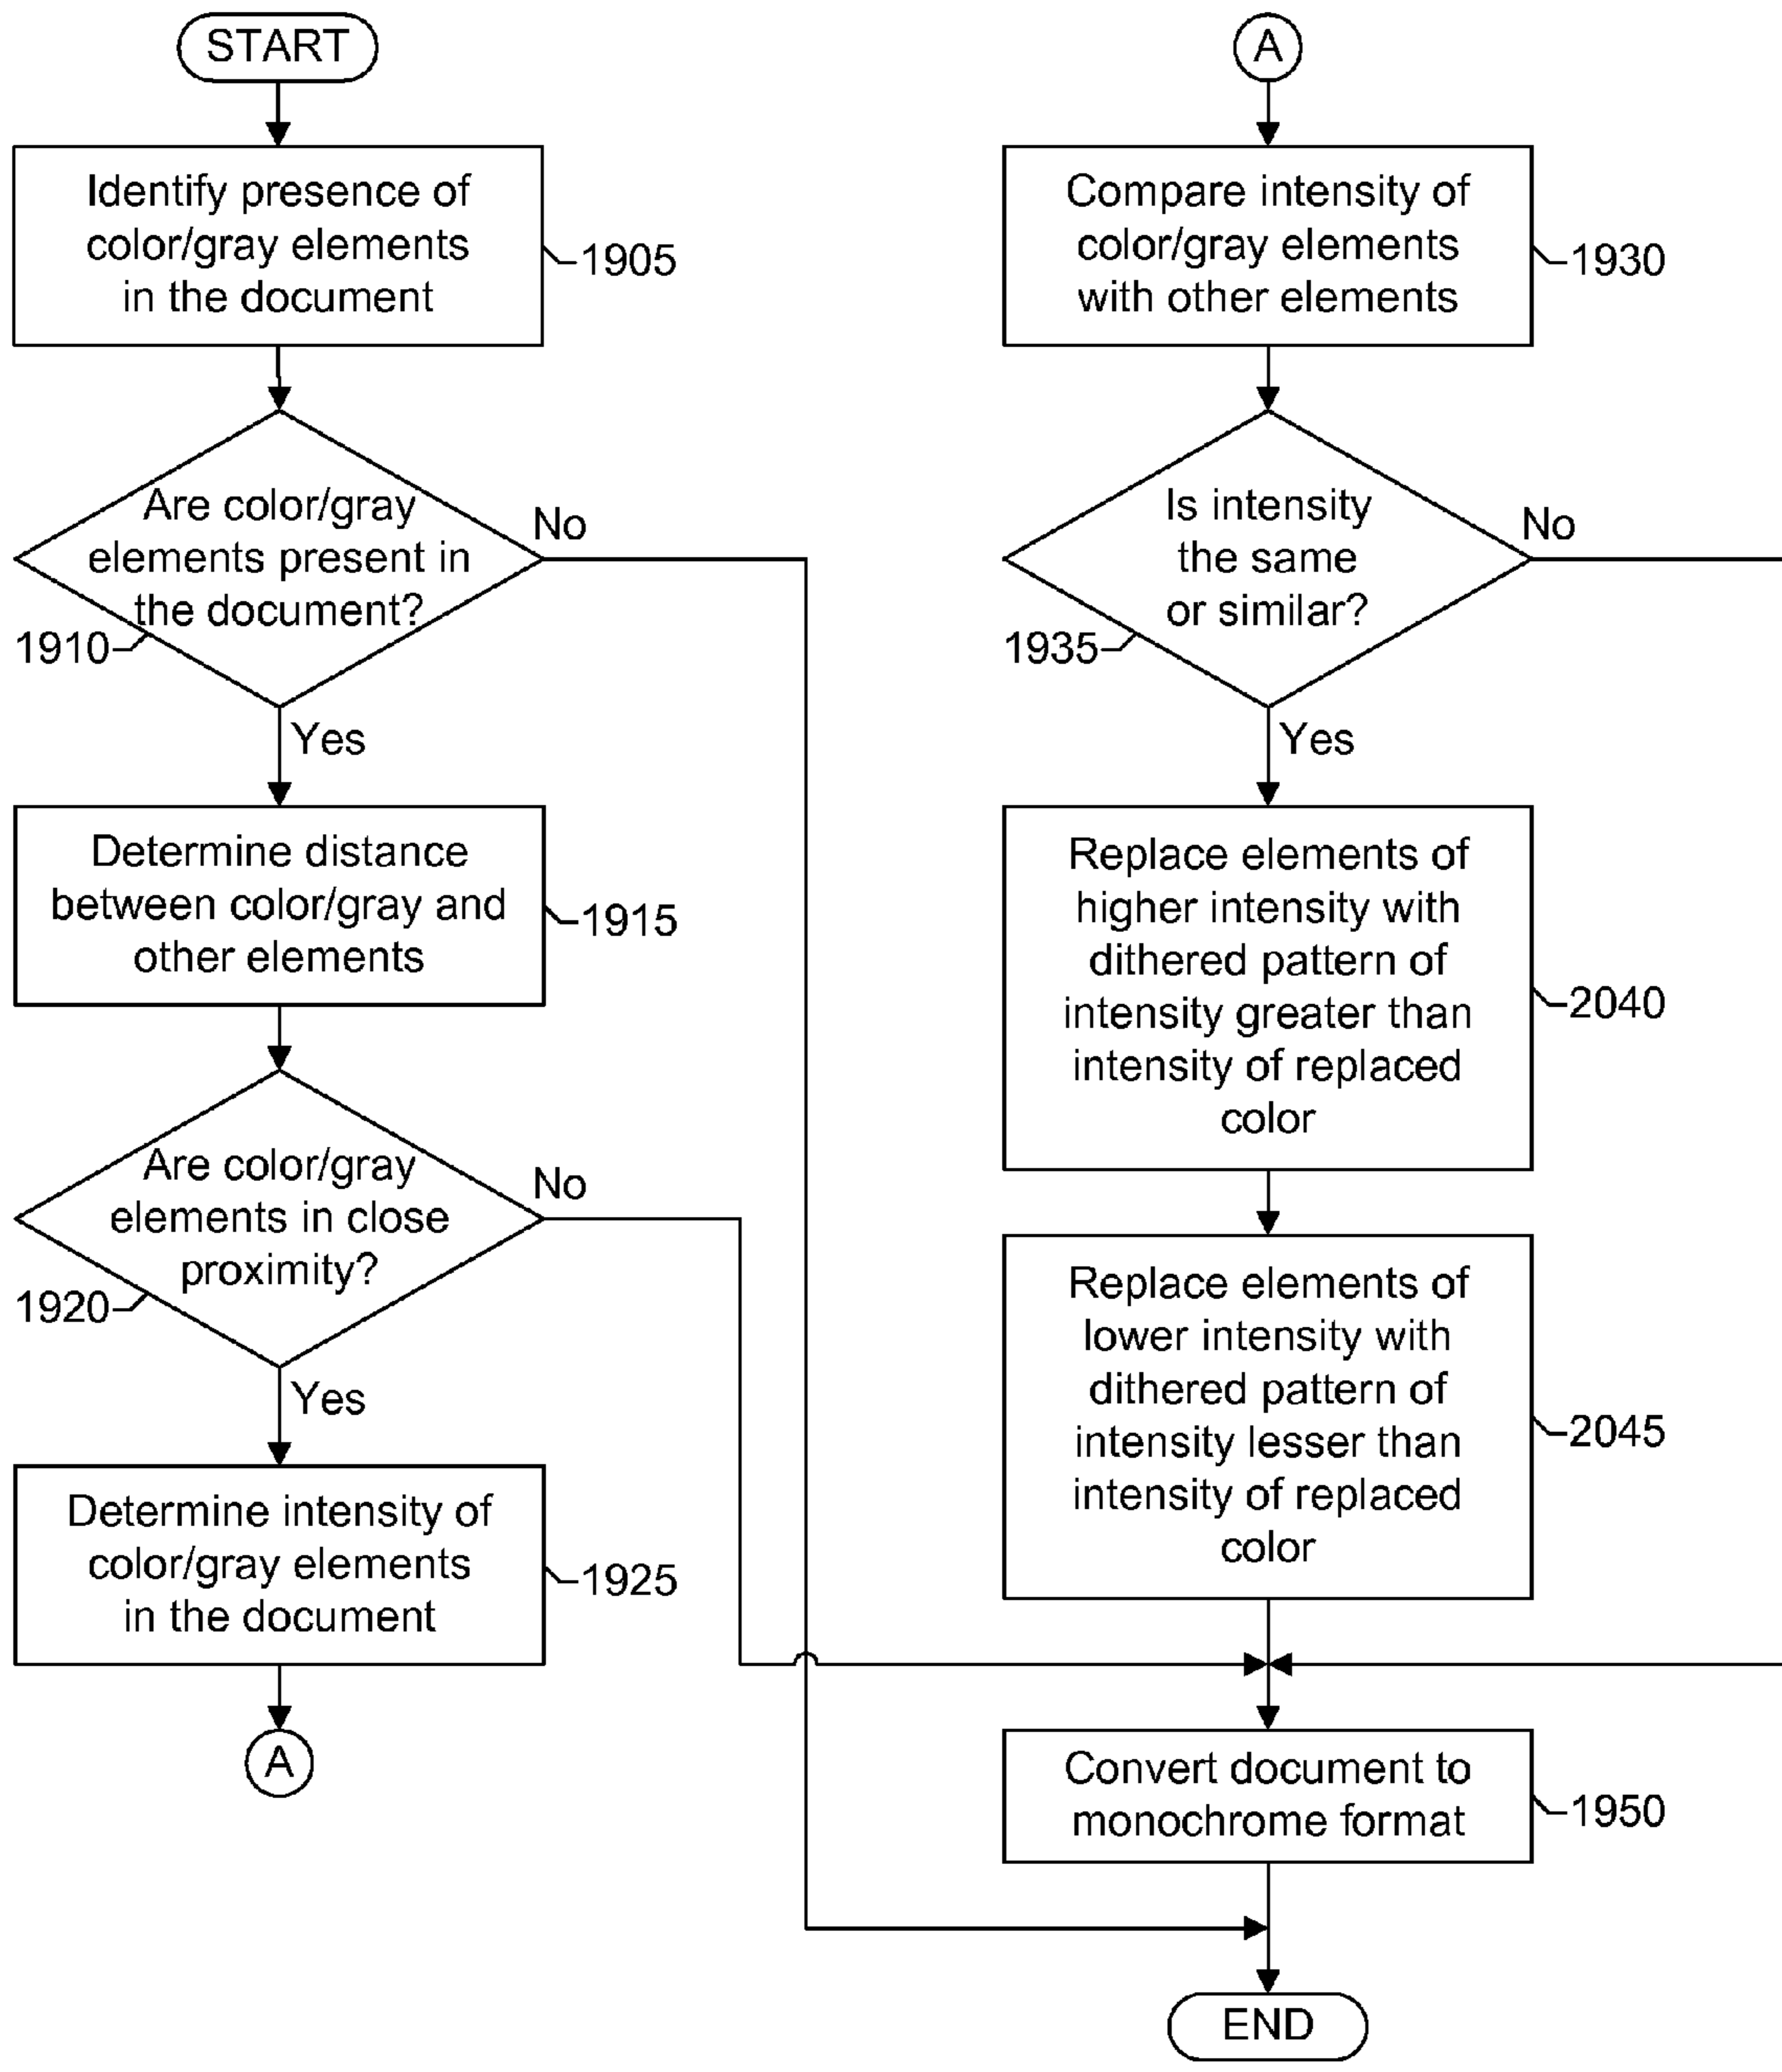 START
Identify presence of
color/gray elements
in the document
1905
Are color/gray
elements present in
the document?
No
1910
Yes
Determine distance
between color/gray and
other elements
1915
Are color/gray
elements in close
proximity?
No
1920
Yes
Determine intensity of
color/gray elements
in the document
1925
A
A
Compare intensity of
color/gray elements
with other elements
1930
Is intensity
the same
or similar?
No
1935
Yes
Replace elements of
higher intensity with
dithered pattern of
intensity greater than
intensity of replaced
color
2040
Replace elements of
lower intensity with
dithered pattern of
intensity lesser than
intensity of replaced
color
2045
Convert document to
monochrome format
1950
END